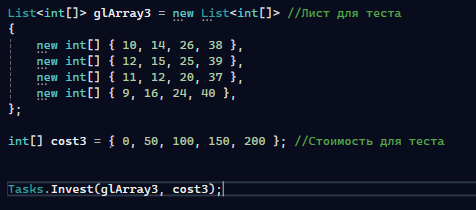 List<int[]> glArray3 = new List<int[]> //Лист для теста
{
new int[] { 10, 14, 26, 38 },
new int[] { 12, 15, 25, 39 },
new int[] { 11, 12, 20, 37 },
new int[] { 9, 16, 24, 40 },
};
int[] cost3 = { 0, 50, 100, 150, 200 }; //Стоимость для теста
Tasks.Invest(glArray3, cost3);